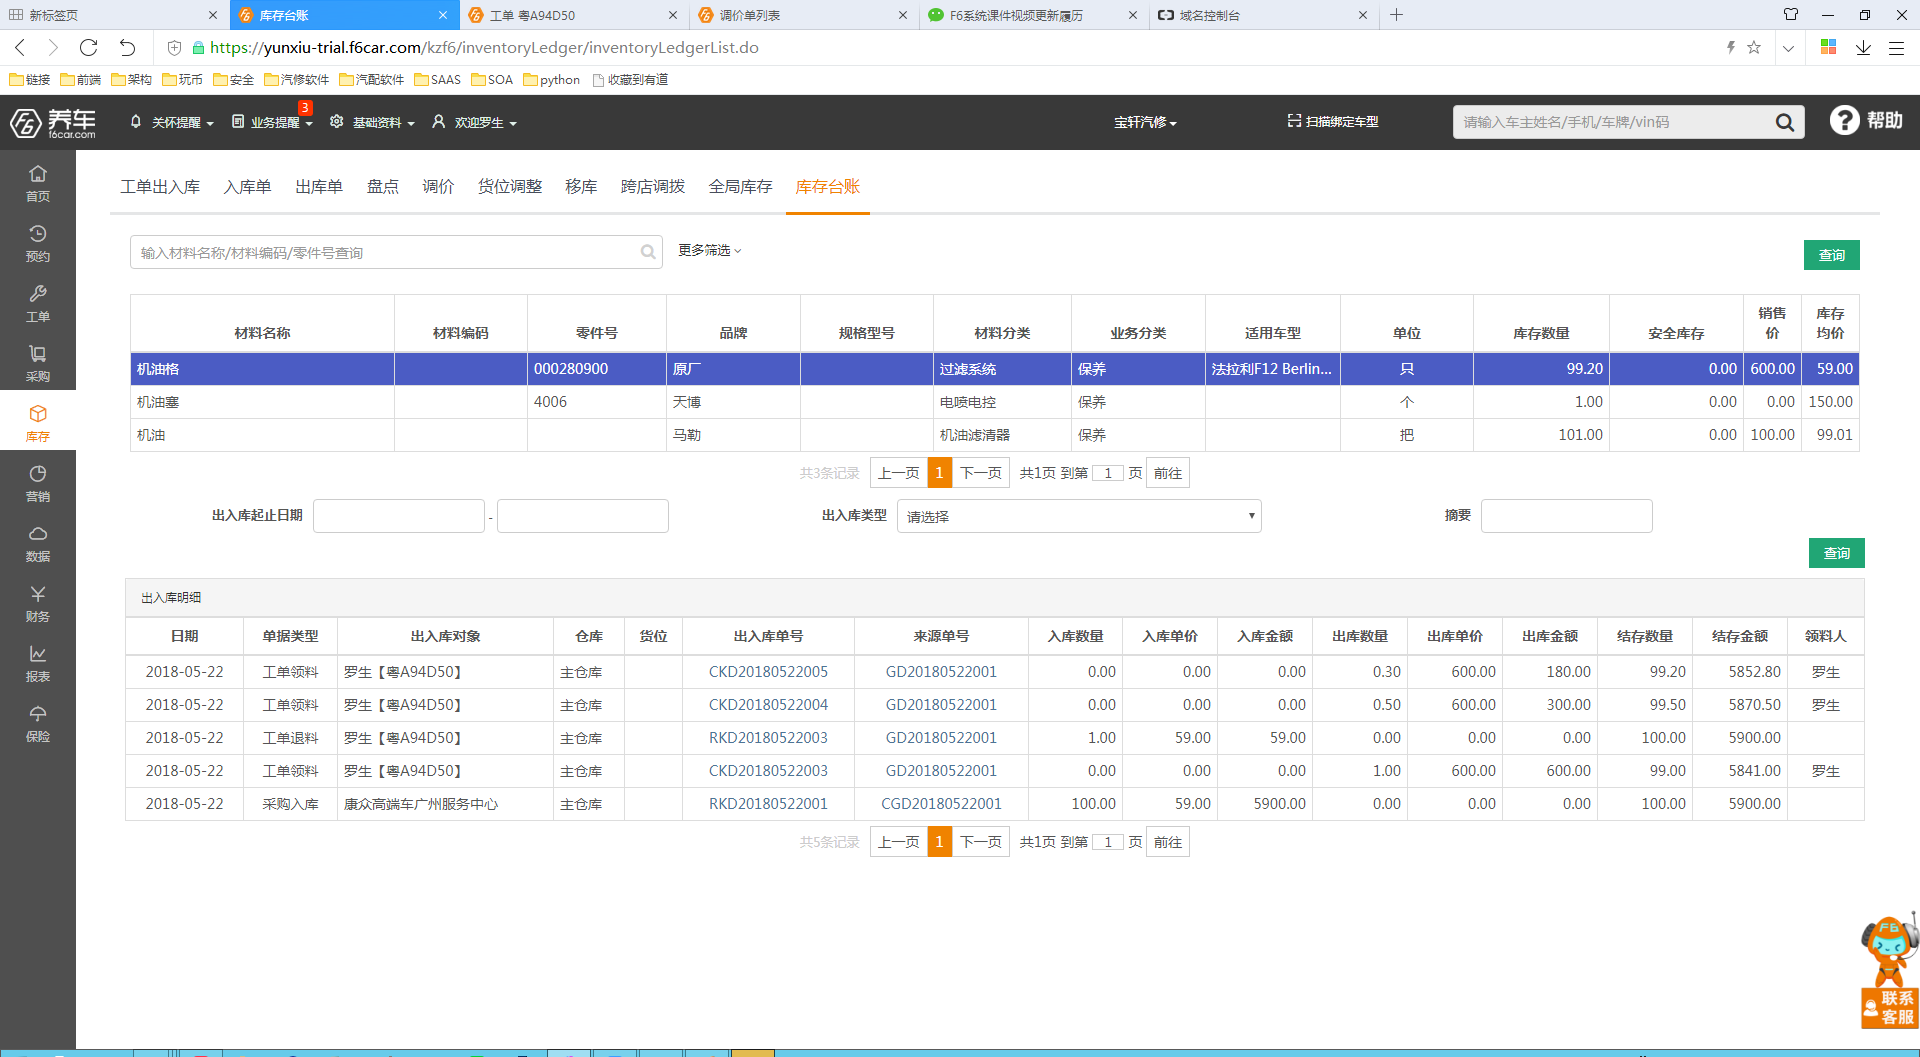 新标签页
库存台账
工单 粤A94D50
调价单列表
F6系统课件视频更新履历
域名控制台
https://yunxiu-trial.f6car.com/kzf6/inventoryLedger/inventoryLedgerList.do
链接 前端 架构 玩币 安全 汽修软件 汽配软件 SAAS SOA python 收藏到有道
养车
f6car.com
关怀提醒
业务提醒 3
基础资料
欢迎罗生
宝轩汽修
扫描绑定车型
请输入车主姓名/手机/车牌/vin码
帮助
首页
预约
工单
采购
库存
营销
数据
财务
报表
保险
工单出入库 入库单 出库单 盘点 调价 货位调整 移库 跨店调拨 全局库存 库存台账
输入材料名称/材料编码/零件号查询
更多筛选
查询
材料名称 材料编码 零件号 品牌 规格型号 材料分类 业务分类 适用车型 单位 库存数量 安全库存 销售价 库存均价
机油格 000280900 原厂 过滤系统 保养 法拉利F12 Berlin... 只 99.20 0.00 600.00 59.00
机油塞 4006 天博 电喷电控 保养 个 1.00 0.00 0.00 150.00
机油 马勒 机油滤清器 保养 把 101.00 0.00 100.00 99.01
共3条记录 上一页 1 下一页 共1页 到第 1 页 前往
出入库起止日期 - 出入库类型 请选择 摘要
查询
出入库明细
日期 单据类型 出入库对象 仓库 货位 出入库单号 来源单号 入库数量 入库单价 入库金额 出库数量 出库单价 出库金额 结存数量 结存金额 领料人
2018-05-22 工单领料 罗生【粤A94D50】 主仓库 CKD20180522005 GD20180522001 0.00 0.00 0.00 0.30 600.00 180.00 99.20 5852.80 罗生
2018-05-22 工单领料 罗生【粤A94D50】 主仓库 CKD20180522004 GD20180522001 0.00 0.00 0.00 0.50 600.00 300.00 99.50 5870.50 罗生
2018-05-22 工单退料 罗生【粤A94D50】 主仓库 RKD20180522003 GD20180522001 1.00 59.00 59.00 0.00 0.00 0.00 100.00 5900.00
2018-05-22 工单领料 罗生【粤A94D50】 主仓库 CKD20180522003 GD20180522001 0.00 0.00 0.00 1.00 600.00 600.00 99.00 5841.00 罗生
2018-05-22 采购入库 康众高端车广州服务中心 主仓库 RKD20180522001 CGD20180522001 100.00 59.00 5900.00 0.00 0.00 0.00 100.00 5900.00
共5条记录 上一页 1 下一页 共1页 到第 1 页 前往
F6
联系
客服